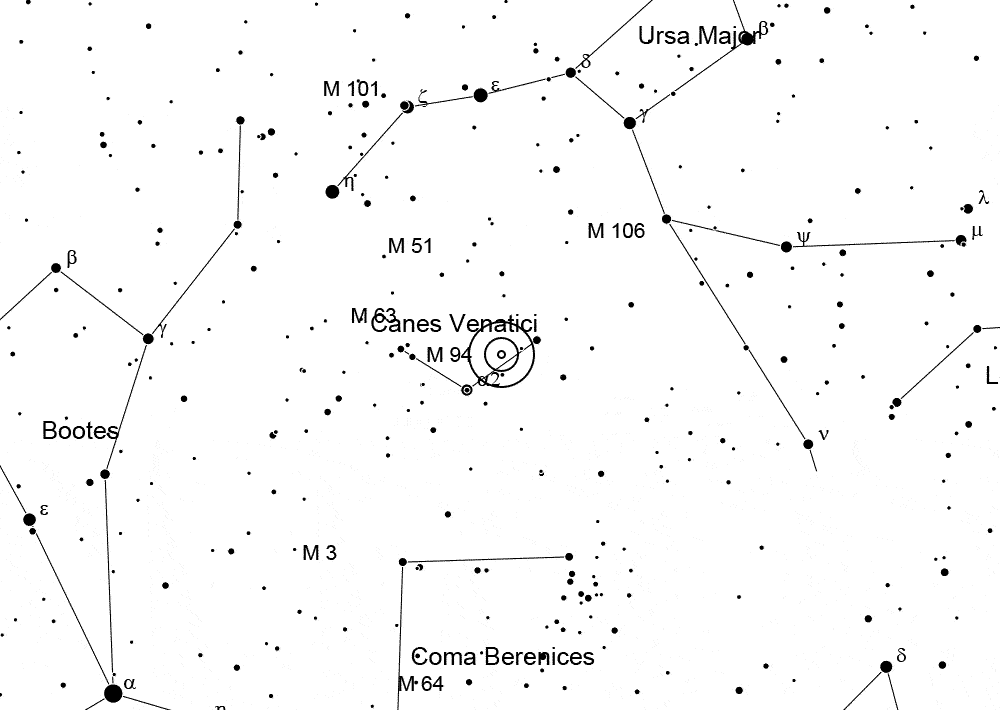 Ursa Major β
δ
M 101 ζ ε
γ
η
λ
M 51 M 106 ψ μ
β
M 63
Canes Venatici
γ
M 94
α2
L
Bootes ν
ε
M 3
Coma Berenices δ
M 64
α
η